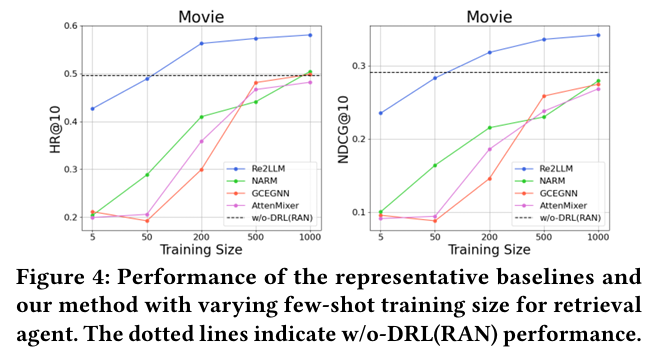 Movie
HR@10
0.6
0.5
0.4
0.3
0.2
Re2LLM
NARM
GCEGNN
AttenMixer
w/o-DRL(RAN)
5 50 200 500 1000
Training Size
Movie
NDCG@10
0.3
0.2
0.1
Re2LLM
NARM
GCEGNN
AttenMixer
w/o-DRL(RAN)
5 50 200 500 1000
Training Size
Figure 4: Performance of the representative baselines and
our method with varying few-shot training size for retrieval
agent. The dotted lines indicate w/o-DRL(RAN) performance.